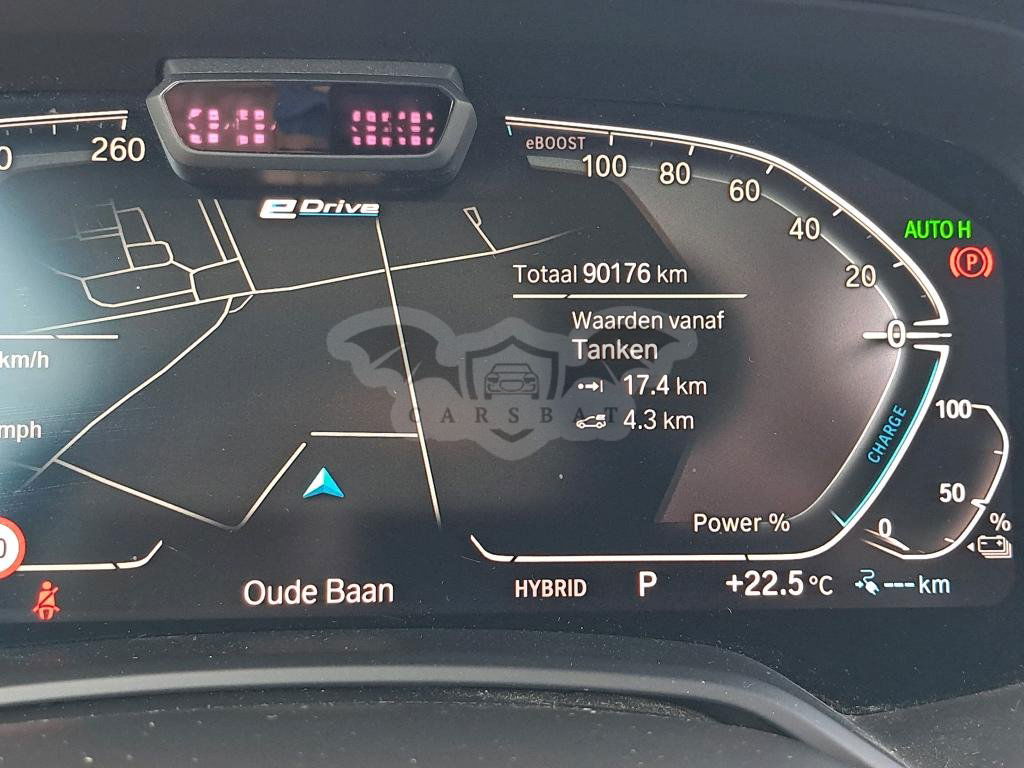 260
eBOOST
100
80
60
40
20
0
eDrive
AUTO H
P
Totaal 90176 km
Waarden vanaf
Tanken
17.4 km
4.3 km
CARSBAT
km/h
mph
CHARGE
100
50
0
%
Power %
Oude Baan
HYBRID P +22.5 °C --- km